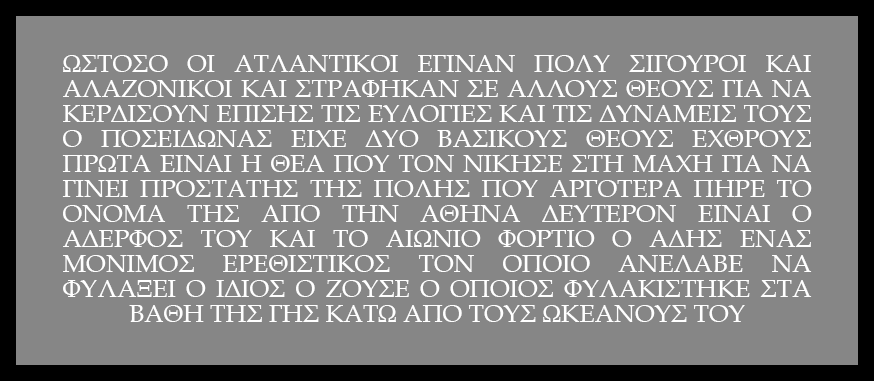 ΩΣΤΟΣΟ ΟΙ ΑΤΛΑΝΤΙΚΟΙ ΕΓΙΝΑΝ ΠΟΛΥ ΣΙΓΟΥΡΟΙ ΚΑΙ
ΑΛΑΖΟΝΙΚΟΙ ΚΑΙ ΣΤΡΑΦΗΚΑΝ ΣΕ ΑΛΛΟΥΣ ΘΕΟΥΣ ΓΙΑ ΝΑ
ΚΕΡΔΙΣΟΥΝ ΕΠΙΣΗΣ ΤΙΣ ΕΥΛΟΓΙΕΣ ΚΑΙ ΤΙΣ ΔΥΝΑΜΕΙΣ ΤΟΥΣ
Ο ΠΟΣΕΙΔΩΝΑΣ ΕΙΧΕ ΔΥΟ ΒΑΣΙΚΟΥΣ ΘΕΟΥΣ ΕΧΘΡΟΥΣ
ΠΡΩΤΑ ΕΙΝΑΙ Η ΘΕΑ ΠΟΥ ΤΟΝ ΝΙΚΗΣΕ ΣΤΗ ΜΑΧΗ ΓΙΑ ΝΑ
ΓΙΝΕΙ ΠΡΟΣΤΑΤΗΣ ΤΗΣ ΠΟΛΗΣ ΠΟΥ ΑΡΓΟΤΕΡΑ ΠΗΡΕ ΤΟ
ΟΝΟΜΑ ΤΗΣ ΑΠΟ ΤΗΝ ΑΘΗΝΑ ΔΕΥΤΕΡΟΝ ΕΙΝΑΙ Ο
ΑΔΕΡΦΟΣ ΤΟΥ ΚΑΙ ΤΟ ΑΙΩΝΙΟ ΦΟΡΤΙΟ Ο ΑΔΗΣ ΕΝΑΣ
ΜΟΝΙΜΟΣ ΕΡΕΘΙΣΤΙΚΟΣ ΤΟΝ ΟΠΟΙΟ ΑΝΕΛΑΒΕ ΝΑ
ΦΥΛΑΞΕΙ Ο ΙΔΙΟΣ Ο ΖΟΥΣΕ Ο ΟΠΟΙΟΣ ΦΥΛΑΚΙΣΤΗΚΕ ΣΤΑ
ΒΑΘΗ ΤΗΣ ΓΗΣ ΚΑΤΩ ΑΠΟ ΤΟΥΣ ΩΚΕΑΝΟΥΣ ΤΟΥ